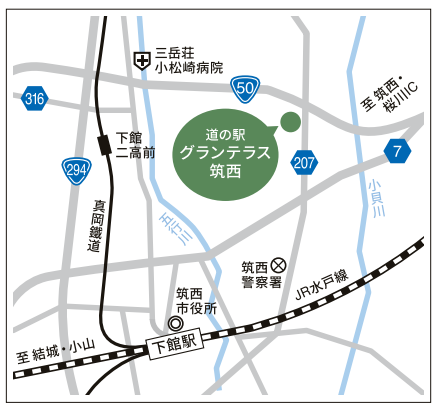 三岳荘
小松崎病院
50
至 筑西・
桜川IC
316
道の駅
グランテラス
筑西
下館
二高前
207
7
294
小貝川
真岡鐵道
五行川
筑西
警察署
JR水戸線
筑西
市役所
下館駅
至 結城・小山